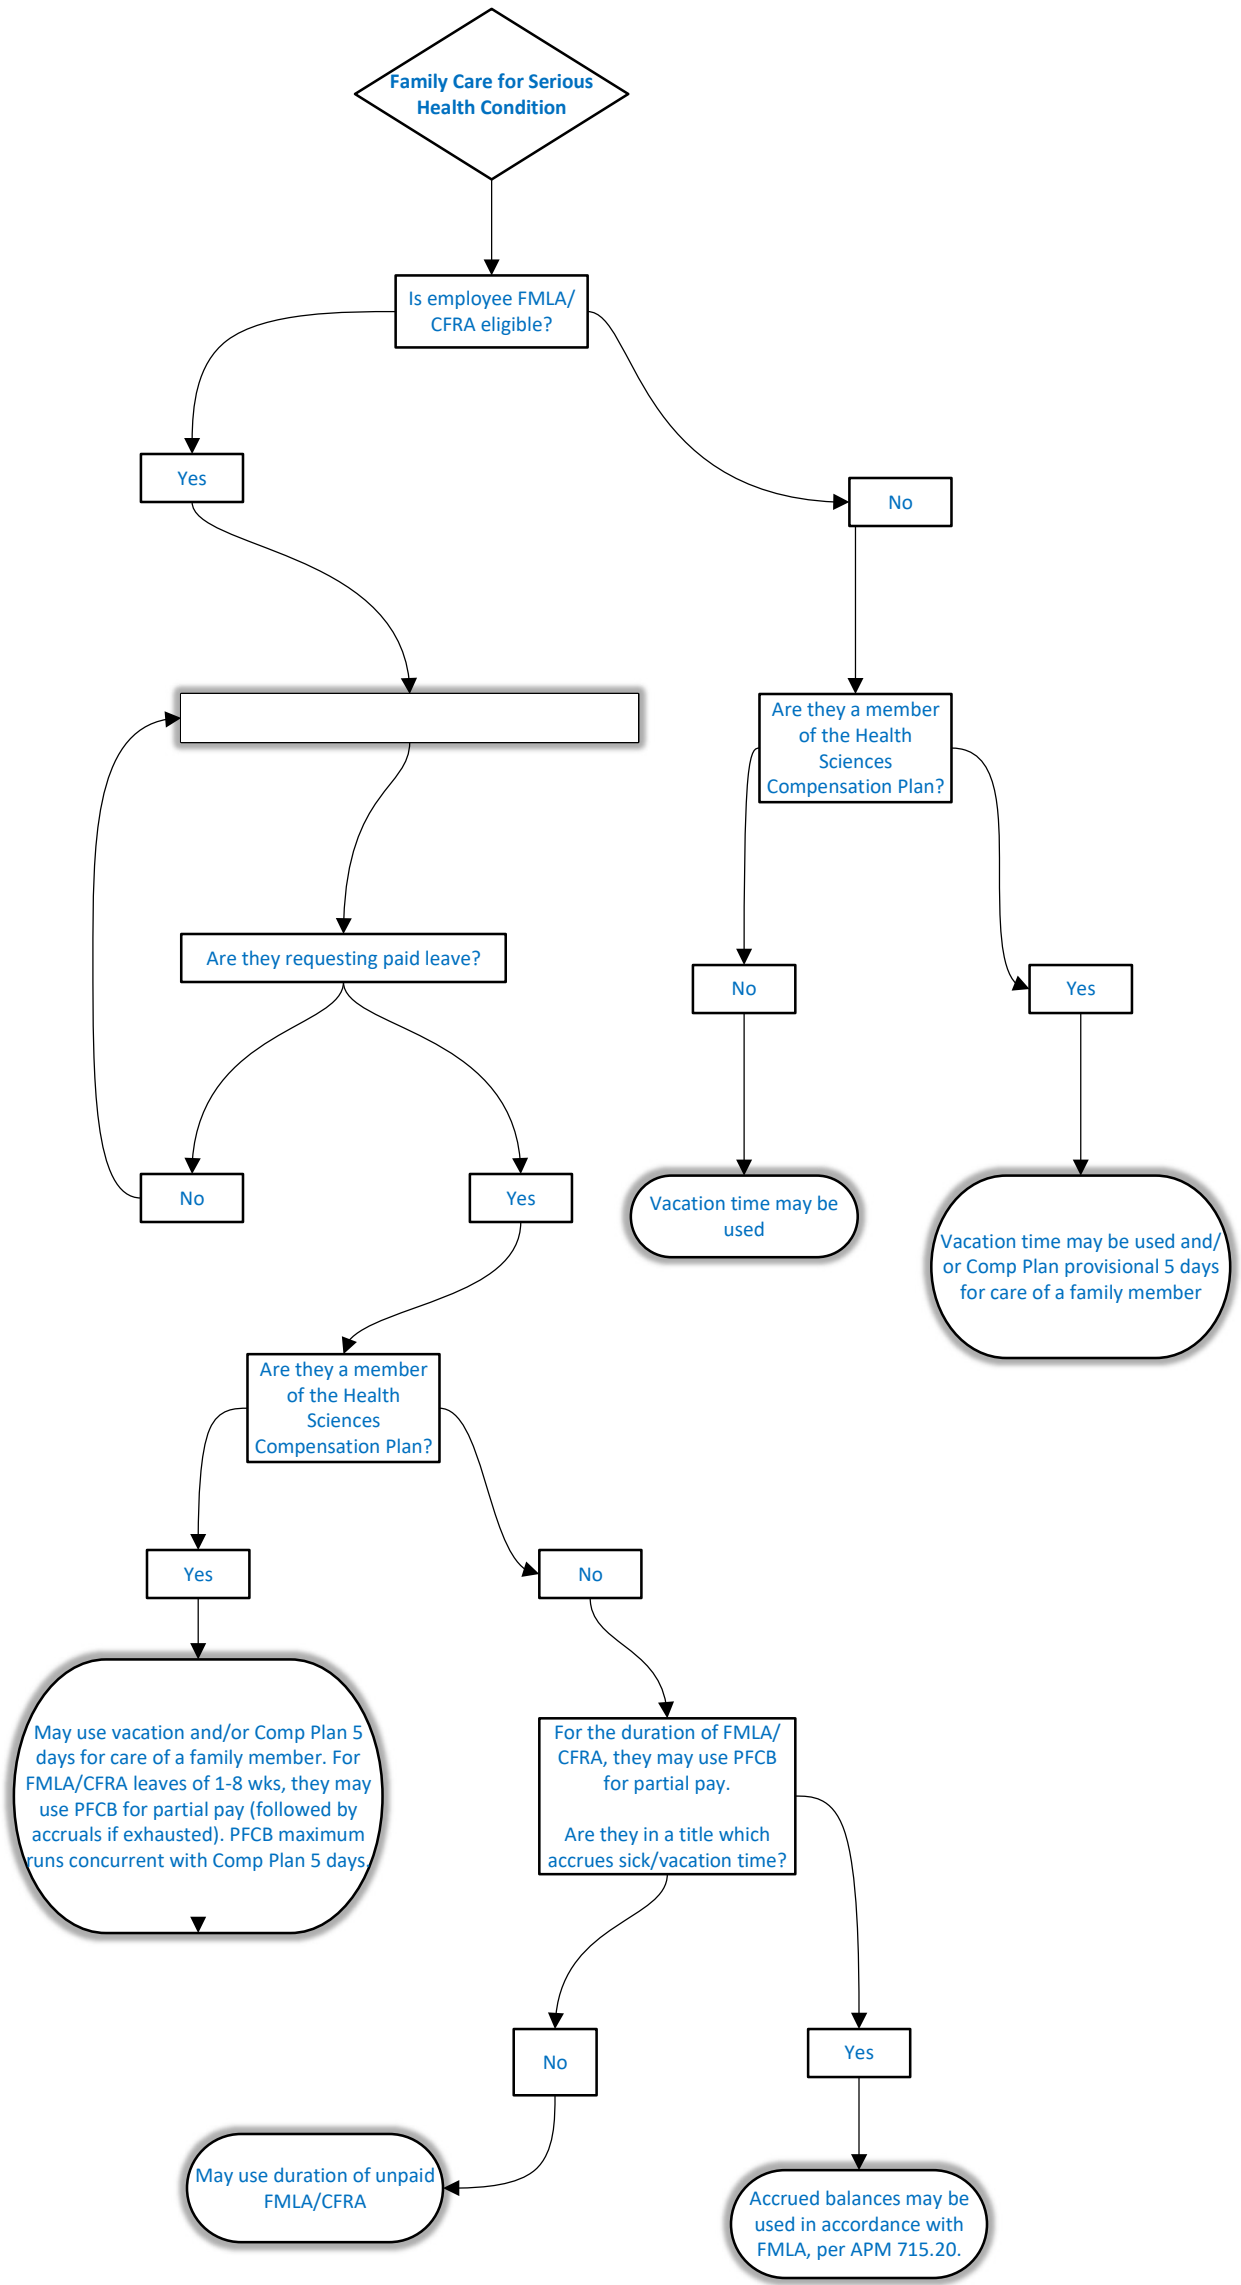 Family Care for Serious
Health Condition
Is employee FMLA/
CFRA eligible?
Yes
No
Are they a member
of the Health
Sciences
Compensation Plan?
Are they requesting paid leave?
No
Yes
No
Yes
Vacation time may be
used
Vacation time may be used and/
or Comp Plan provisional 5 days
for care of a family member
Are they a member
of the Health
Sciences
Compensation Plan?
Yes
No
May use vacation and/or Comp Plan 5
days for care of a family member. For
FMLA/CFRA leaves of 1-8 wks, they may
use PFCB for partial pay (followed by
accruals if exhausted). PFCB maximum
runs concurrent with Comp Plan 5 days.
For the duration of FMLA/
CFRA, they may use PFCB
for partial pay.
Are they in a title which
accrues sick/vacation time?
No
Yes
May use duration of unpaid
FMLA/CFRA
Accrued balances may be
used in accordance with
FMLA, per APM 715.20.